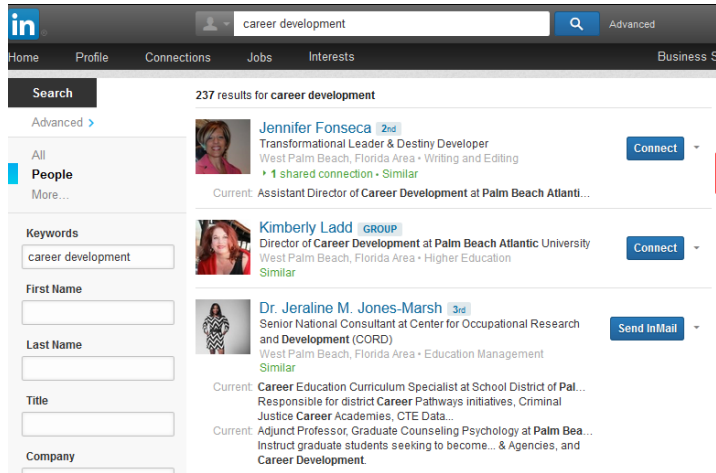 in
career development
Advanced
Home Profile Connections Jobs Interests Business S
Search
Advanced >
All
People
More...
Keywords
career development
First Name
Last Name
Title
Company
237 results for career development
Jennifer Fonseca 2nd
Transformational Leader & Destiny Developer
West Palm Beach, Florida Area • Writing and Editing
1 shared connection • Similar
Current: Assistant Director of Career Development at Palm Beach Atlanti...
Connect
Kimberly Ladd GROUP
Director of Career Development at Palm Beach Atlantic University
West Palm Beach, Florida Area • Higher Education
Similar
Connect
Dr. Jeraline M. Jones-Marsh 3rd
Senior National Consultant at Center for Occupational Research
and Development (CORD)
West Palm Beach, Florida Area • Education Management
Similar
Send InMail
Current: Career Education Curriculum Specialist at School District of Pal...
Responsible for district Career Pathways initiatives, Criminal
Justice Career Academies, CTE Data...
Current: Adjunct Professor, Graduate Counseling Psychology at Palm Bea...
Instruct graduate students seeking to become... & Agencies, and
Career Development.